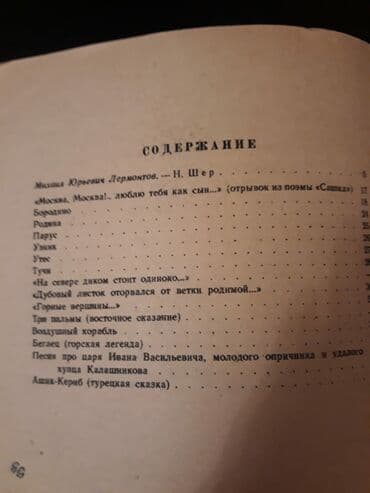 СОДЕРЖАНИЕ
Михаил Юрьевич Лермонтов. — Н. Шер
«Москва, Москва!.. люблю тебя как сын...» (отрывок из поэмы «Сашка») 17
Бородино 18
Родина
Парус
Узник
Утес
Тучи
«На севере диком стоит одиноко...»
«Дубовый листок оторвался от ветки родимой...»
«Горные вершины...»
Три пальмы (восточное сказание)
Воздушный корабль
Беглец (горская легенда)
Песня про царя Ивана Васильевича, молодого опричника и удалого
купца Калашникова
Ашик-Кериб (турецкая сказка)